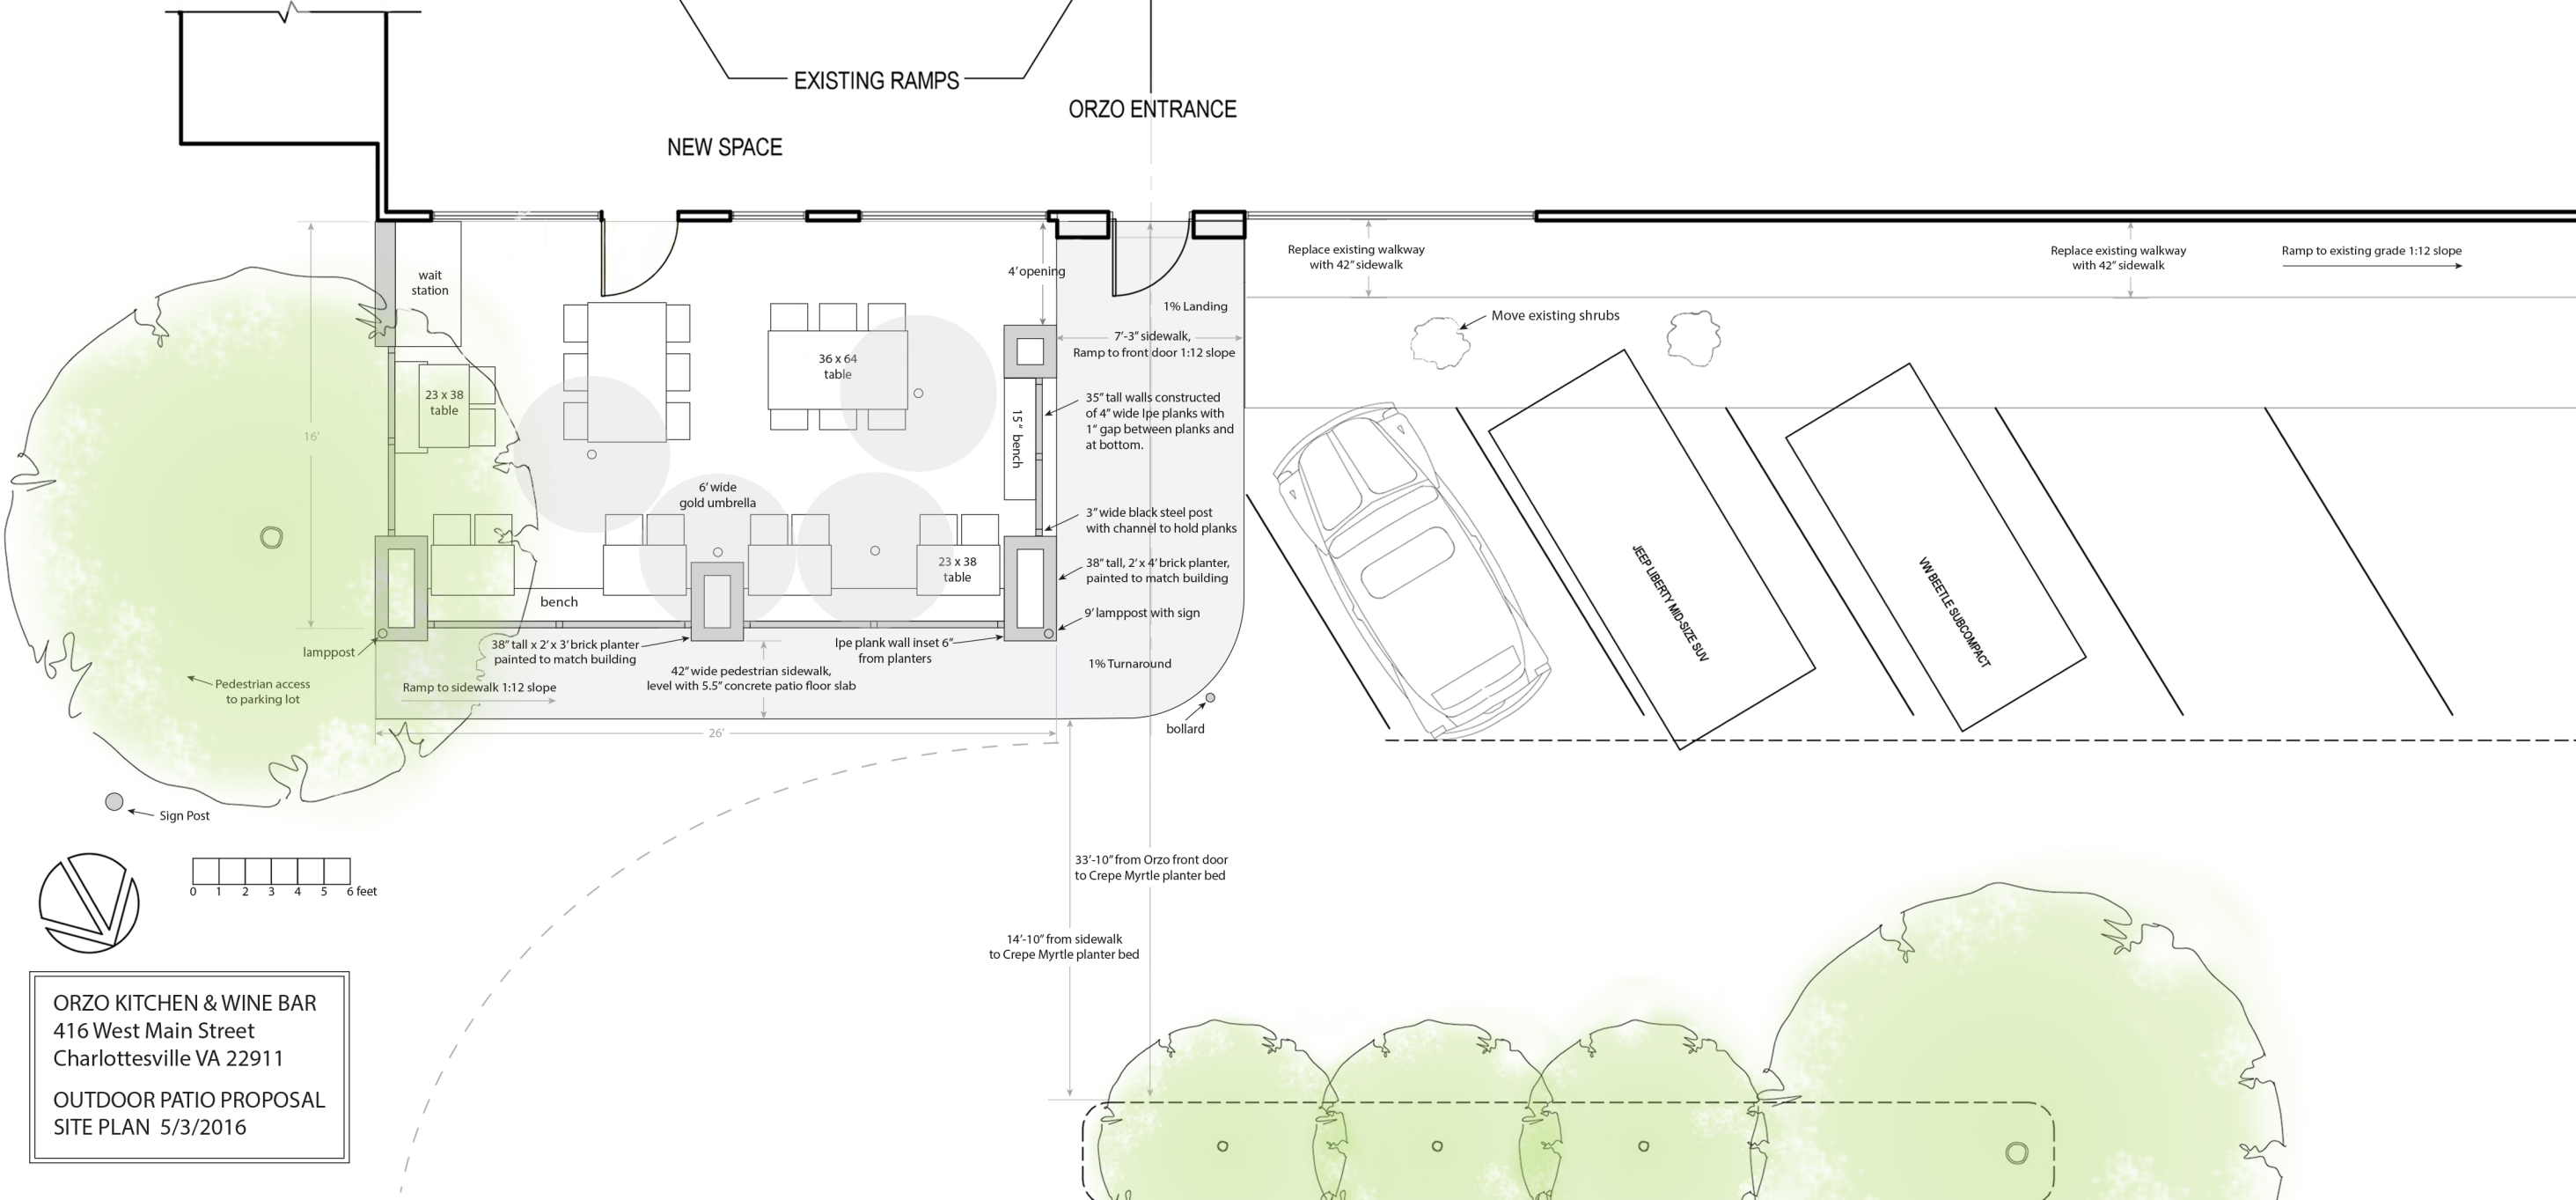 EXISTING RAMPS
ORZO ENTRANCE
NEW SPACE
wait
station
4' opening
1% Landing
7'-3" sidewalk,
Ramp to front door 1:12 slope
Replace existing walkway
with 42" sidewalk
Replace existing walkway
with 42" sidewalk
Ramp to existing grade 1:12 slope
Move existing shrubs
36 x 64
table
23 x 38
table
16'
15" bench
35" tall walls constructed
of 4" wide Ipe planks with
1" gap between planks and
at bottom.
6' wide
gold umbrella
3" wide black steel post
with channel to hold planks
23 x 38
table
38" tall, 2' x 4' brick planter,
painted to match building
bench
9' lamppost with sign
lamppost
38" tall x 2' x 3' brick planter
painted to match building
Ipe plank wall inset 6"
from planters
42" wide pedestrian sidewalk,
level with 5.5" concrete patio floor slab
1% Turnaround
Pedestrian access
to parking lot
Ramp to sidewalk 1:12 slope
26'
bollard
JEEP LIBERTY MID-SIZE SUV
VW BEETLE SUBCOMPACT
Sign Post
0 1 2 3 4 5 6 feet
33'-10" from Orzo front door
to Crepe Myrtle planter bed
14'-10" from sidewalk
to Crepe Myrtle planter bed
ORZO KITCHEN & WINE BAR
416 West Main Street
Charlottesville VA 22911
OUTDOOR PATIO PROPOSAL
SITE PLAN 5/3/2016